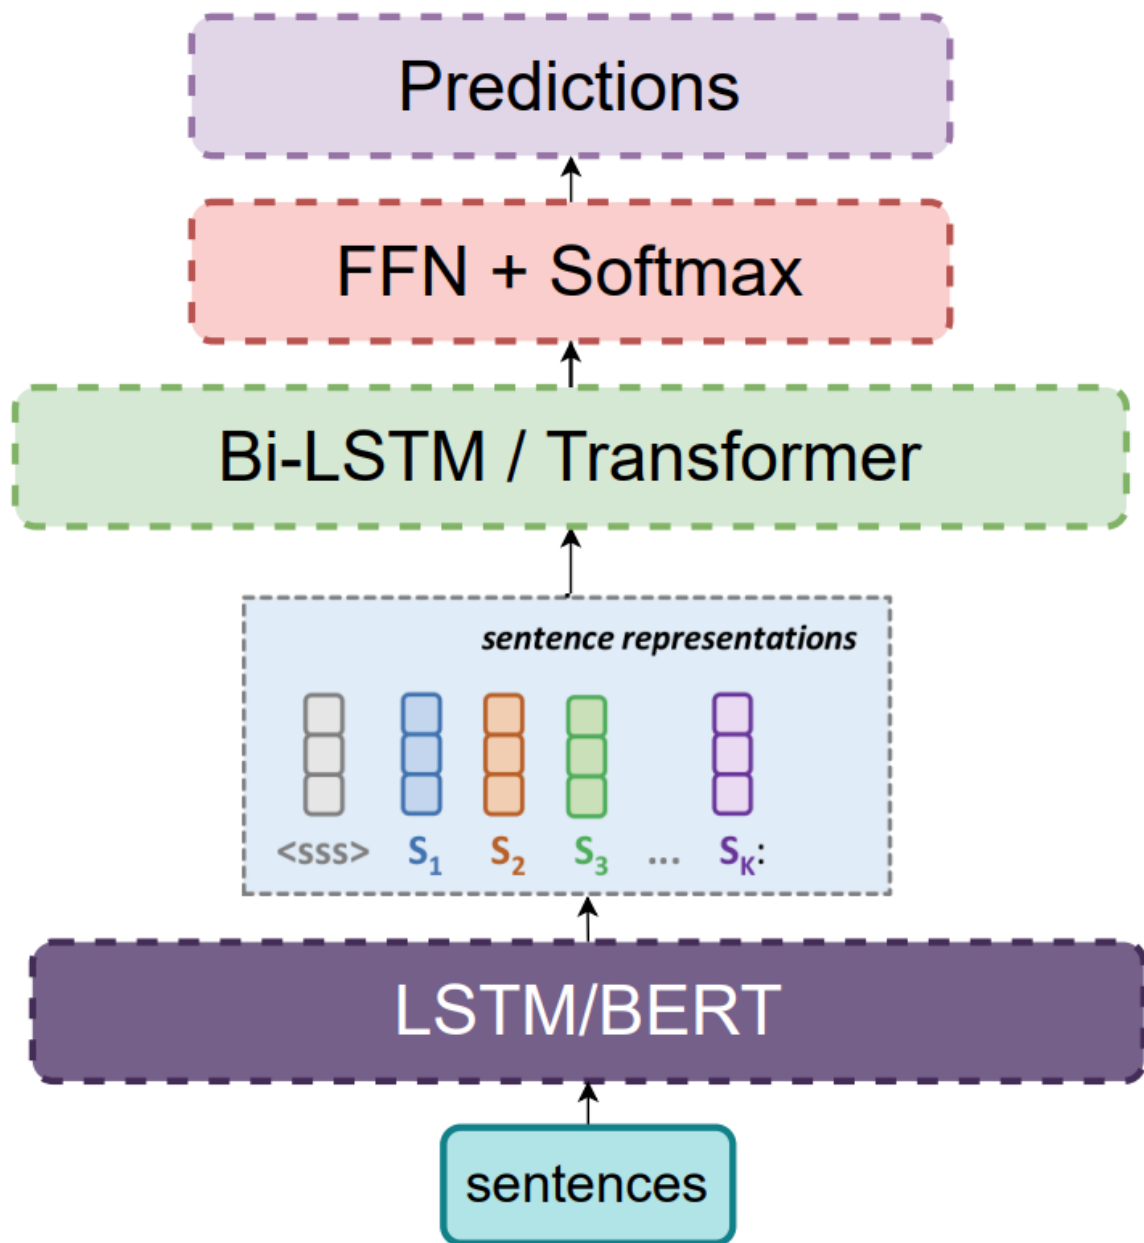 Predictions
FFN + Softmax
Bi-LSTM / Transformer
sentence representations
<sss> S1 S2 S3 ... SK:
LSTM/BERT
sentences